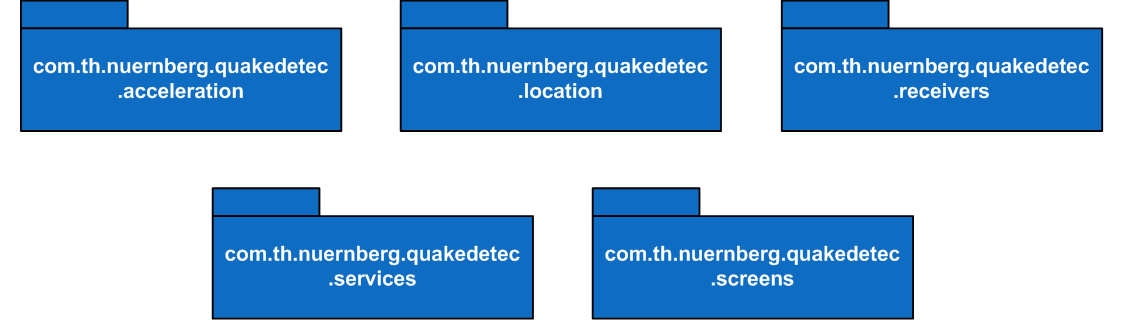 com.th.nuernberg.quakedetec
.acceleration
com.th.nuernberg.quakedetec
.location
com.th.nuernberg.quakedetec
.receivers
com.th.nuernberg.quakedetec
.services
com.th.nuernberg.quakedetec
.screens